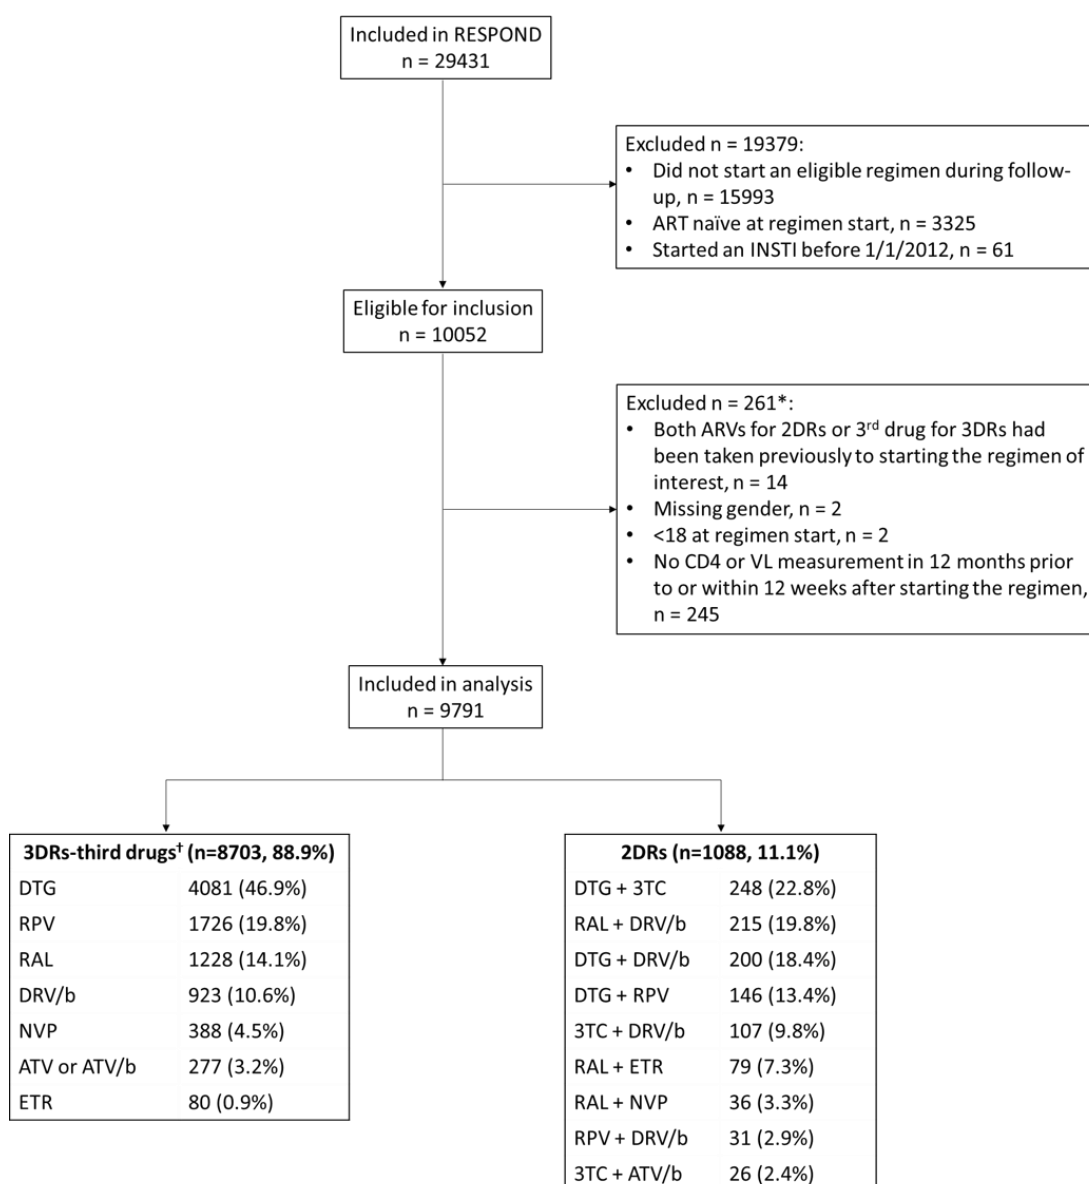 Included in RESPOND
n = 29431
Excluded n = 19379:
• Did not start an eligible regimen during follow-
up, n = 15993
• ART naïve at regimen start, n = 3325
• Started an INSTI before 1/1/2012, n = 61
Eligible for inclusion
n = 10052
Excluded n = 261*:
• Both ARVs for 2DRs or 3rd drug for 3DRs had
been taken previously to starting the regimen of
interest, n = 14
• Missing gender, n = 2
• <18 at regimen start, n = 2
• No CD4 or VL measurement in 12 months prior
to or within 12 weeks after starting the regimen,
n = 245
Included in analysis
n = 9791
3DRs-third drugs† (n=8703, 88.9%)
DTG 4081 (46.9%)
RPV 1726 (19.8%)
RAL 1228 (14.1%)
DRV/b 923 (10.6%)
NVP 388 (4.5%)
ATV or ATV/b 277 (3.2%)
ETR 80 (0.9%)
2DRs (n=1088, 11.1%)
DTG + 3TC 248 (22.8%)
RAL + DRV/b 215 (19.8%)
DTG + DRV/b 200 (18.4%)
DTG + RPV 146 (13.4%)
3TC + DRV/b 107 (9.8%)
RAL + ETR 79 (7.3%)
RAL + NVP 36 (3.3%)
RPV + DRV/b 31 (2.9%)
3TC + ATV/b 26 (2.4%)